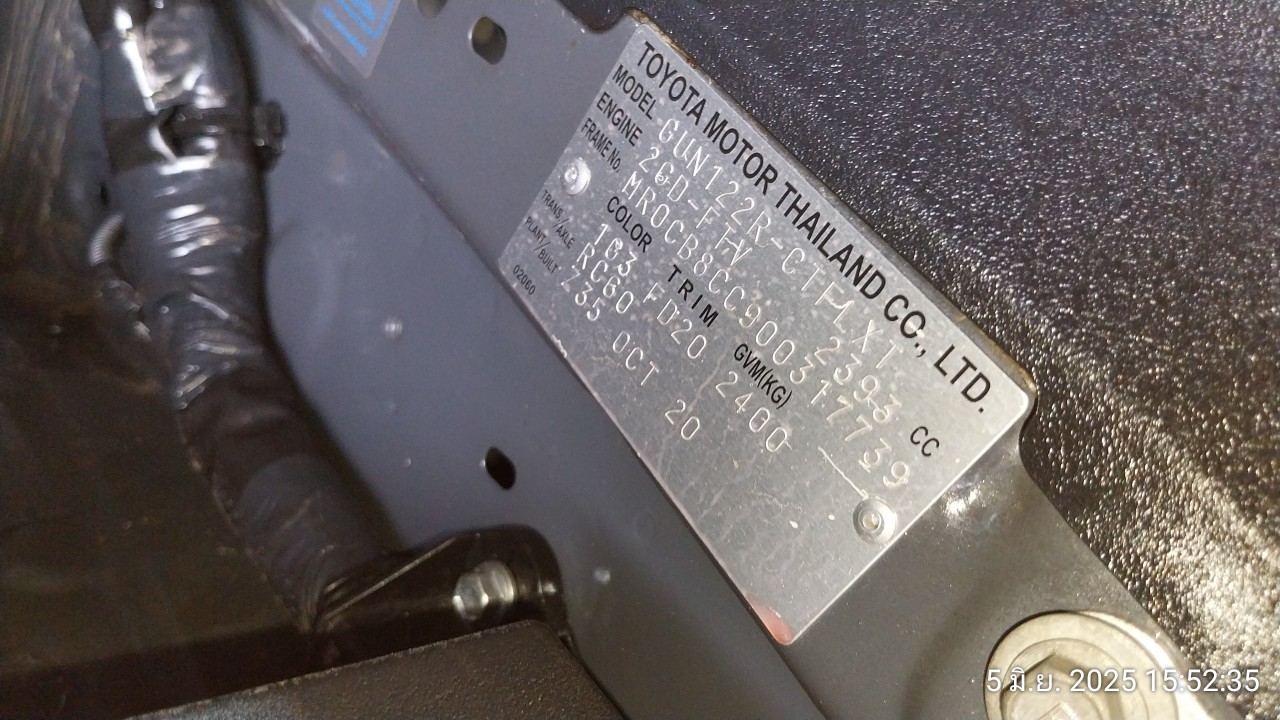 TOYOTA MOTOR THAILAND CO., LTD.
MODEL GUN122R-CTFLXT
ENGINE 2GD-FTV 2393 CC
FRAME No. MR0CB8CC900317739
COLOR TRIM GVM(KG)
1G3 FD20 2400
TRANS/AXLE RC60
PLANT/BUILT Z35 OCT 20
02060
5 มิ.ย. 2025 15:52:35